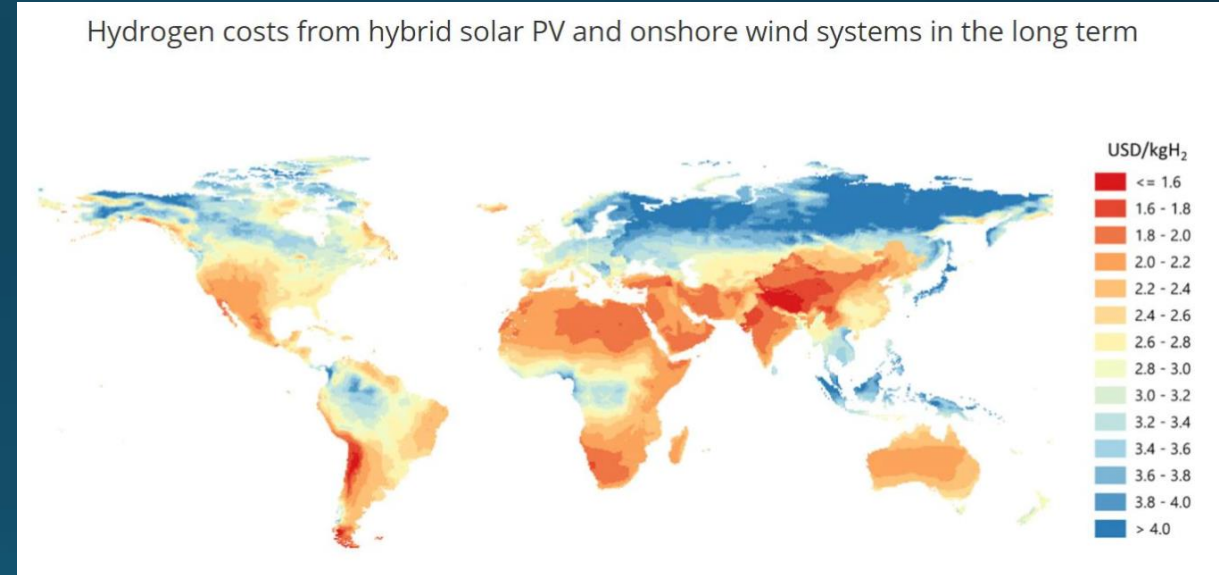 Hydrogen costs from hybrid solar PV and onshore wind systems in the long term
USD/kgH₂
<= 1.6
1.6 - 1.8
1.8 - 2.0
2.0 - 2.2
2.2 - 2.4
2.4 - 2.6
2.6 - 2.8
2.8 - 3.0
3.0 - 3.2
3.2 - 3.4
3.4 - 3.6
3.6 - 3.8
3.8 - 4.0
> 4.0